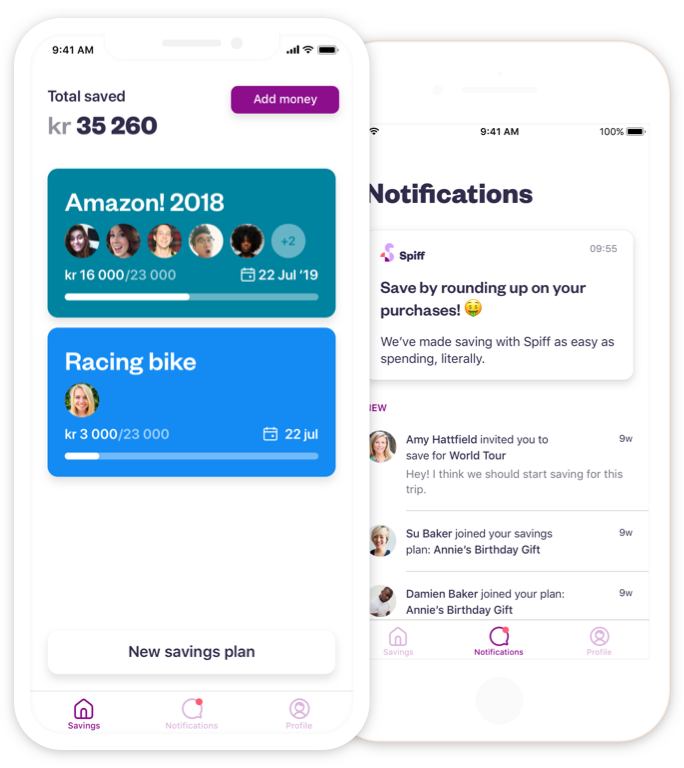 9:41 AM
Total saved
Add money
kr 35 260
Amazon! 2018
+2
kr 16 000/23 000
22 Jul ‘19
Racing bike
kr 3 000/23 000
22 jul
New savings plan
Savings
Notifications
Profile
9:41 AM
100%
Notifications
Spiff
09:55
Save by rounding up on your
purchases! 🤑
We’ve made saving with Spiff as easy as
spending, literally.
NEW
Amy Hattfield invited you to
9w
save for World Tour
Hey! I think we should start saving for this
trip.
Su Baker joined your savings
9w
plan: Annie’s Birthday Gift
Damien Baker joined your plan:
9w
Annie’s Birthday Gift
Savings
Notifications
Profile